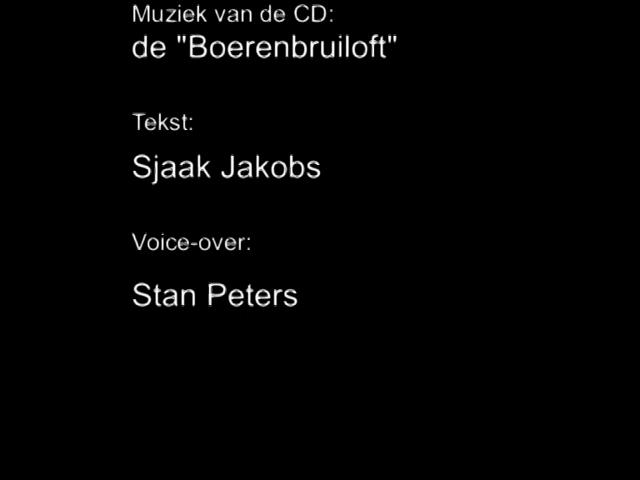 Muziek van de CD:
de "Boerenbruiloft"
Tekst:
Sjaak Jakobs
Voice-over:
Stan Peters